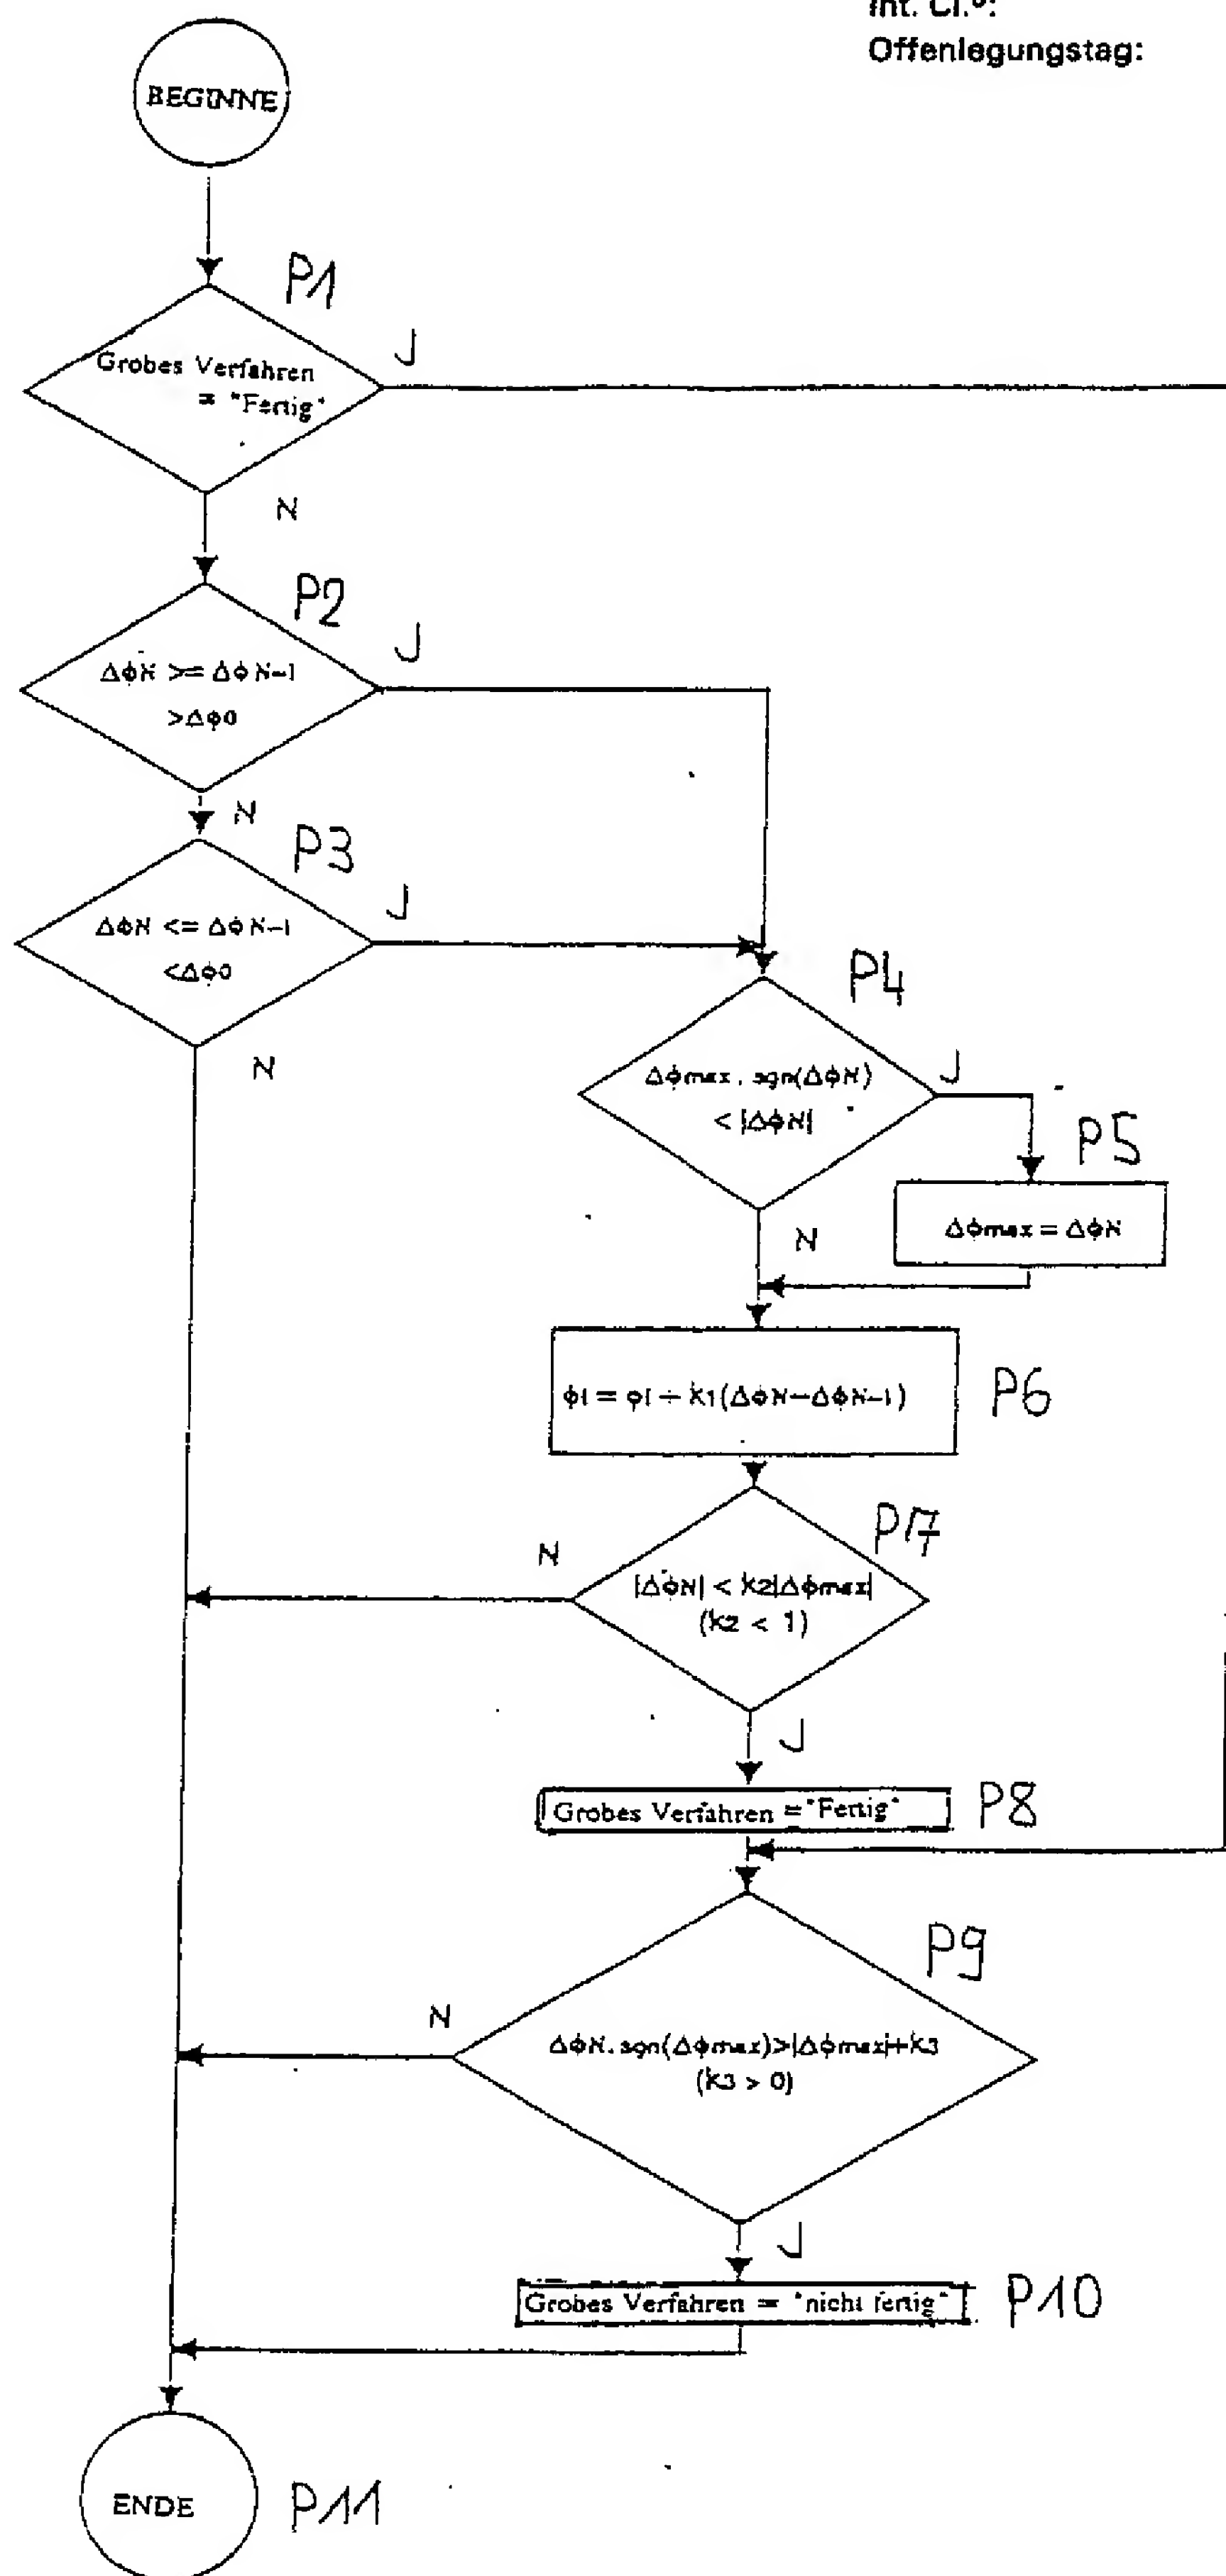 Int. Cl.⁶:
Offenlegungstag:
BEGINNE
P1
Grobes Verfahren
= "Fertig"
J
N
P2
ΔϕN >= ΔϕN-1
>Δϕ0
J
N
P3
ΔϕN <= ΔϕN-1
<Δϕ0
J
N
P4
Δϕmax . sgn(ΔϕN)
< |ΔϕN|
J
N
P5
Δϕmax = ΔϕN
ϕI = ϕI + k1(ΔϕN-ΔϕN-1)
P6
P7
|ΔϕN| < k2|Δϕmax|
(k2 < 1)
N
J
Grobes Verfahren = "Fertig"
P8
P9
ΔϕN.sgn(Δϕmax)>|Δϕmax|+k3
(k3 > 0)
N
J
Grobes Verfahren = "nicht fertig"
P10
ENDE
P11